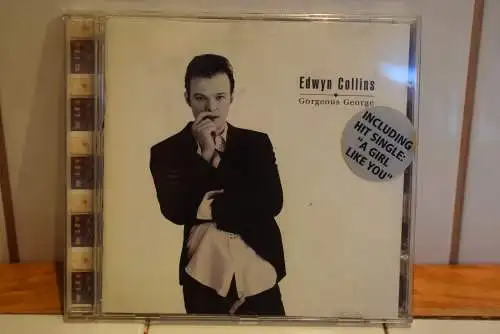 Edwyn Collins
Gorgeous George
INCLUDING
HIT SINGLE:
"A GIRL
LIKE YOU"